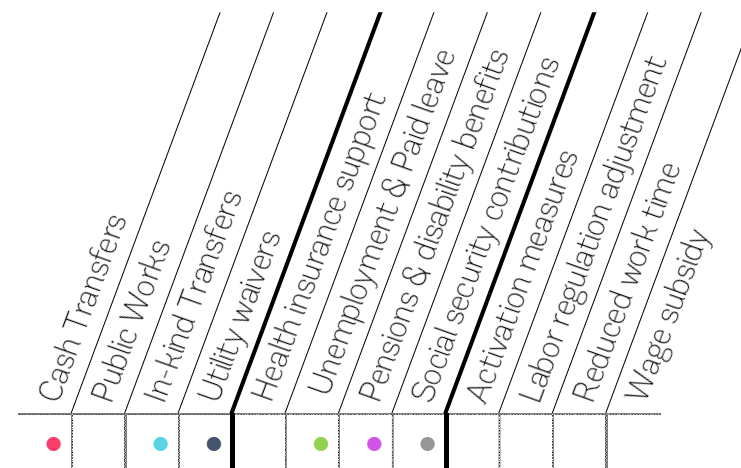 Cash Transfers
Public Works
In-kind Transfers
Utility waivers
Health insurance support
Unemployment & Paid leave
Pensions & disability benefits
Social security contributions
Activation measures
Labor regulation adjustment
Reduced work time
Wage subsidy